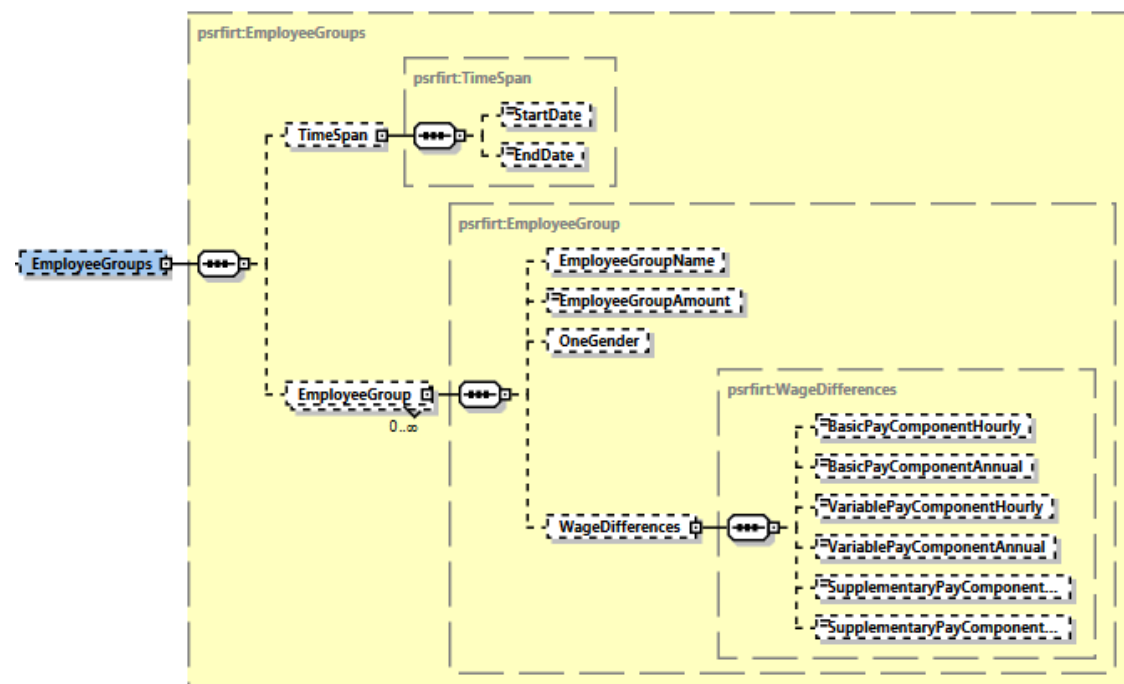 psrfirt:EmployeeGroups
psrfirt:TimeSpan
StartDate
TimeSpan
EndDate
psrfirt:EmployeeGroup
EmployeeGroups
EmployeeGroupName
EmployeeGroupAmount
OneGender
psrfirt:WageDifferences
EmployeeGroup
0..∞
BasicPayComponentHourly
BasicPayComponentAnnual
VariablePayComponentHourly
WageDifferences
VariablePayComponentAnnual
SupplementaryPayComponent...
SupplementaryPayComponent...